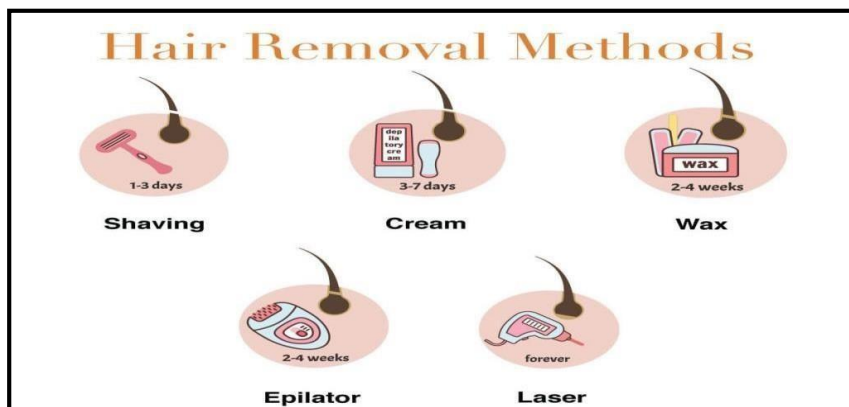 Hair Removal Methods
dep
ila
tory
cre
am
wax
1-3 days
3-7 days
2-4 weeks
Shaving
Cream
Wax
2-4 weeks
forever
Epilator
Laser